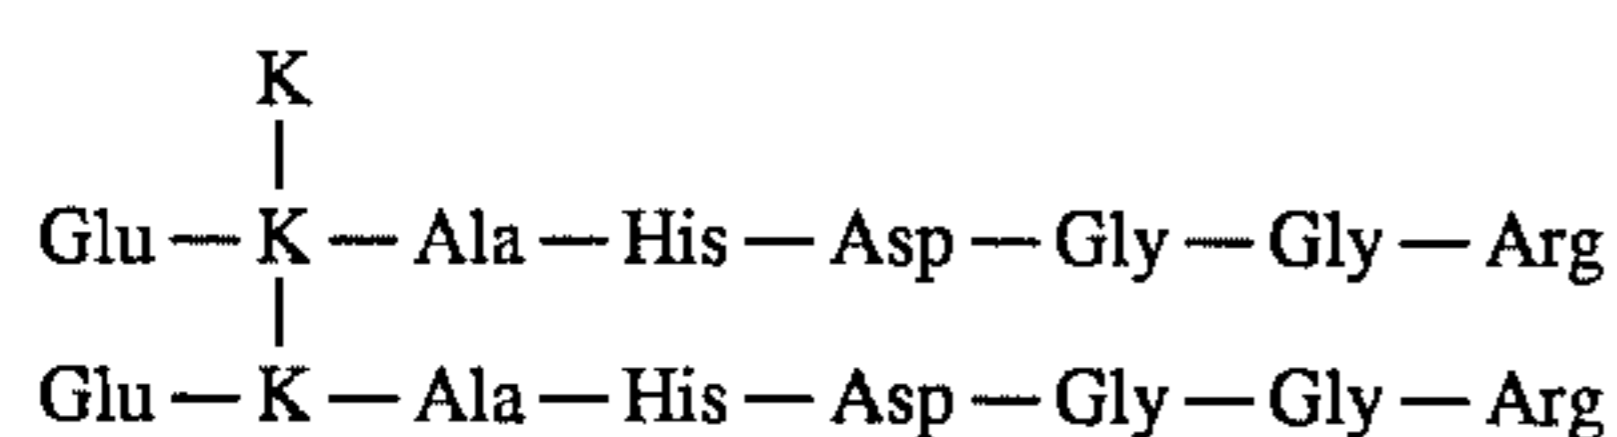 K
Glu — K — Ala — His — Asp — Gly — Gly — Arg
Glu — K — Ala — His — Asp — Gly — Gly — Arg